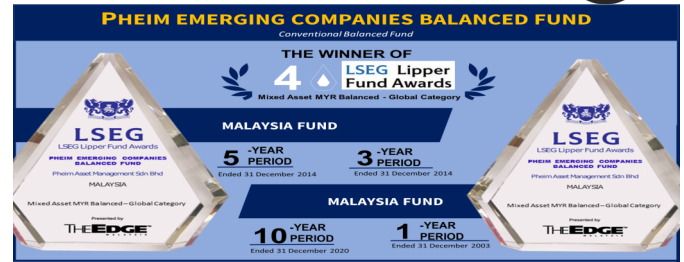 PHEIM EMERGING COMPANIES BALANCED FUND
Conventional Balanced Fund
THE WINNER OF
4 LSEG Lipper
Fund Awards
Mixed Asset MYR Balanced - Global Category
LSEG
LSEG Lipper Fund Awards
PHEIM EMERGING COMPANIES
BALANCED FUND
Pheim Asset Management Sdn Bhd
MALAYSIA
Mixed Asset MYR Balanced—Global Category
Presented by
THEEDGE
MALAYSIA
MALAYSIA FUND
5 -YEAR
PERIOD
Ended 31 December 2014
3 -YEAR
PERIOD
Ended 31 December 2014
MALAYSIA FUND
10 -YEAR
PERIOD
Ended 31 December 2020
1 -YEAR
PERIOD
Ended 31 December 2003
LSEG
LSEG Lipper Fund Awards
PHEIM EMERGING COMPANIES
BALANCED FUND
Pheim Asset Management Sdn Bhd
MALAYSIA
Mixed Asset MYR Balanced—Global Category
Presented by
THEEDGE
MALAYSIA